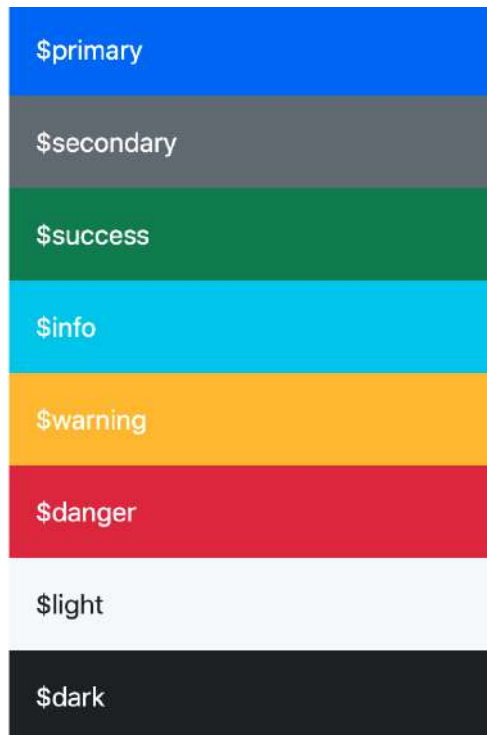 $primary
$secondary
$success
$info
$warning
$danger
$light
$dark